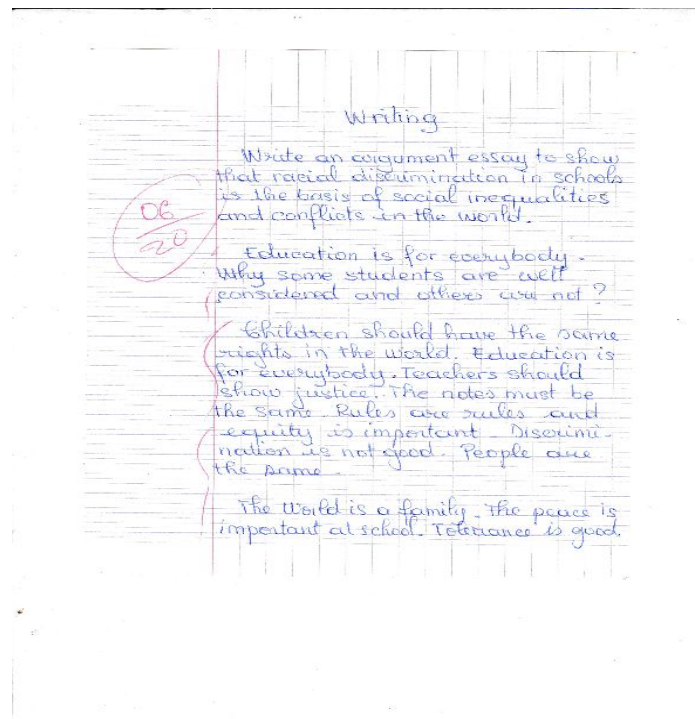 Writing
Write an argument essay to show
that racial discrimination in schools
is the basis of social inequalities
and conflicts in the world.
06
20
Education is for everybody.
Why some students are well
considered and others are not?
Children should have the same
rights in the world. Education is
for everybody. Teachers should
show justice. The notes must be
the same. Rules are rules and
equity is important. Discrimi-
nation is not good. People are
the same.
The World is a family. The peace is
important at school. Tolerance is good.